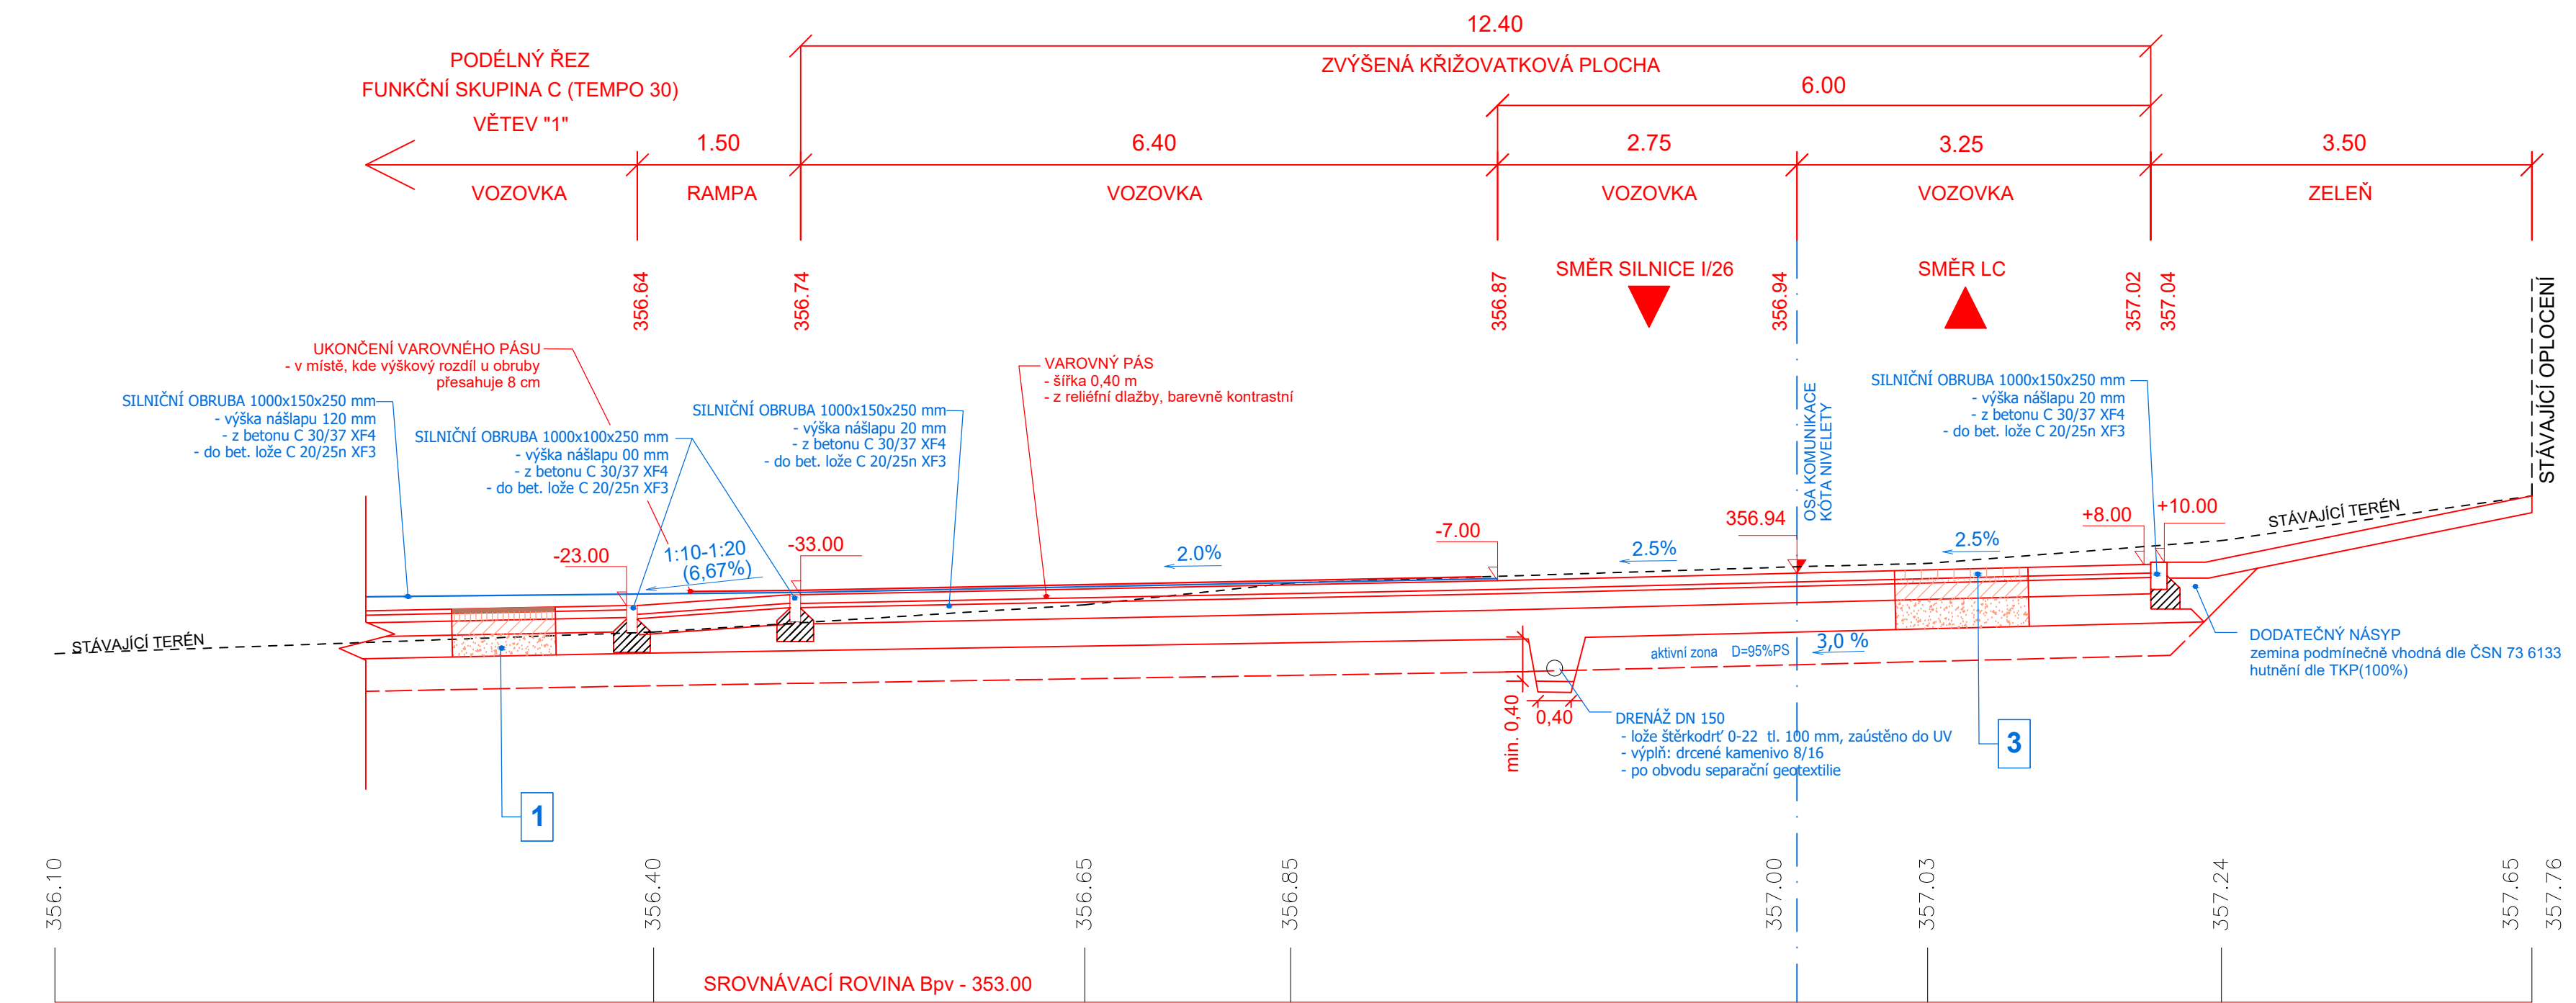 12.40
PODÉLNÝ ŘEZ
FUNKČNÍ SKUPINA C (TEMPO 30)
VĚTEV "1"
ZVÝŠENÁ KŘIŽOVATKOVÁ PLOCHA
6.00
1.50
6.40
2.75
3.25
3.50
VOZOVKA
RAMPA
VOZOVKA
VOZOVKA
VOZOVKA
ZELEŇ
356.64
356.74
356.87
SMĚR SILNICE I/26
356.94
SMĚR LC
357.02
357.04
STÁVAJÍCÍ OPLOCENÍ
UKONČENÍ VAROVNÉHO PÁSU
- v místě, kde výškový rozdíl u obruby
přesahuje 8 cm
VAROVNÝ PÁS
- šířka 0,40 m
- z reliéfní dlažby, barevně kontrastní
SILNIČNÍ OBRUBA 1000x150x250 mm
- výška nášlapu 120 mm
- z betonu C 30/37 XF4
- do bet. lože C 20/25n XF3
SILNIČNÍ OBRUBA 1000x100x250 mm
- výška nášlapu 00 mm
- z betonu C 30/37 XF4
- do bet. lože C 20/25n XF3
SILNIČNÍ OBRUBA 1000x150x250 mm
- výška nášlapu 20 mm
- z betonu C 30/37 XF4
- do bet. lože C 20/25n XF3
OSA KOMUNIKACE
KÓTA NIVELETY
SILNIČNÍ OBRUBA 1000x150x250 mm
- výška nášlapu 20 mm
- z betonu C 30/37 XF4
- do bet. lože C 20/25n XF3
-23.00
1:10-1:20
(6,67%)
-33.00
2.0%
-7.00
2.5%
356.94
2.5%
+8.00
+10.00
STÁVAJÍCÍ TERÉN
STÁVAJÍCÍ TERÉN
aktivní zona D=95%PS
3,0 %
DODATEČNÝ NÁSYP
zemina podmínečně vhodná dle ČSN 73 6133
hutnění dle TKP(100%)
min. 0,40
0,40
DRENÁŽ DN 150
- lože štěrkodrť 0-22 tl. 100 mm, zaústěno do UV
- výplň: drcené kamenivo 8/16
- po obvodu separační geotextilie
3
1
356.10
356.40
356.65
356.85
357.00
357.03
357.24
357.65
357.76
SROVNÁVACÍ ROVINA Bpv - 353.00